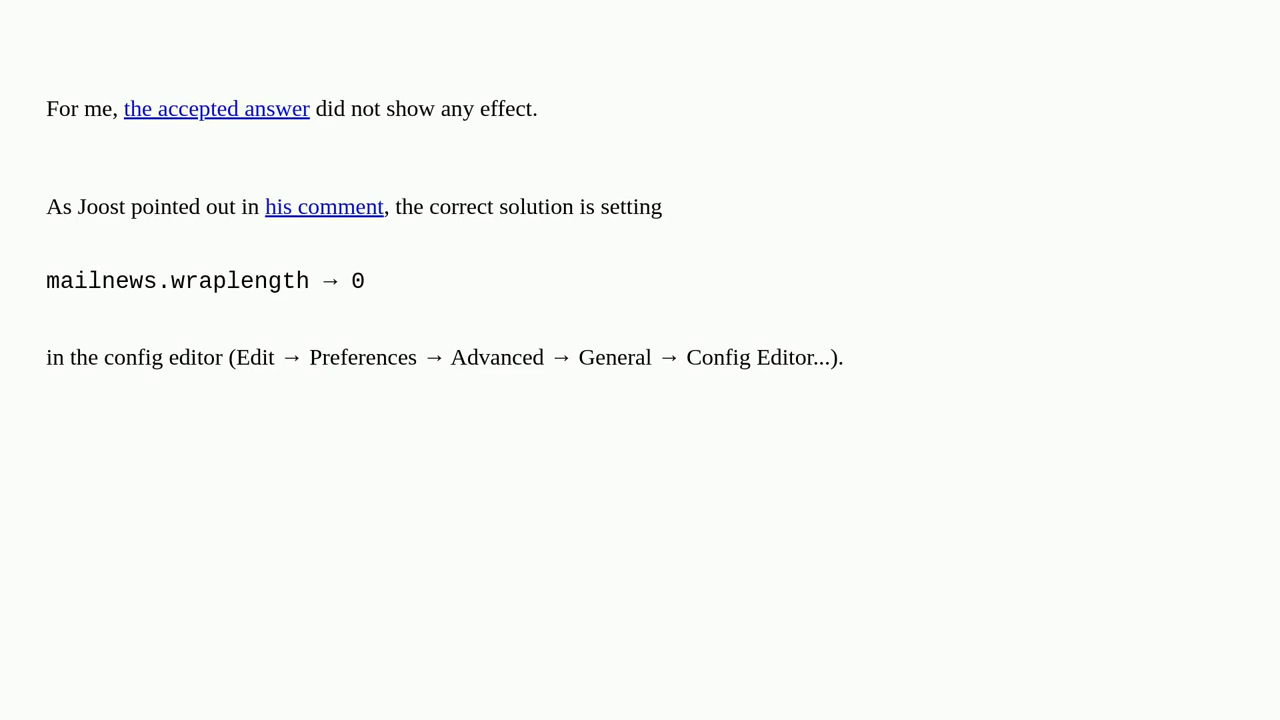 For me, the accepted answer did not show any effect.
As Joost pointed out in his comment, the correct solution is setting
mailnews.wraplength → 0
in the config editor (Edit → Preferences → Advanced → General → Config Editor...).